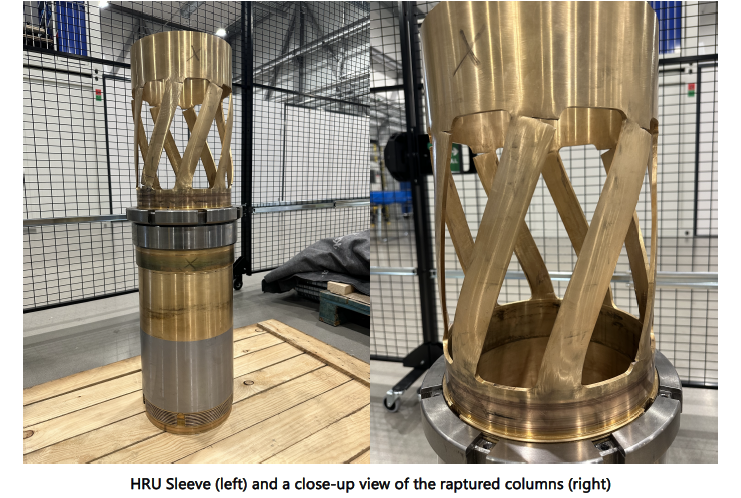 X
X
X
HRU Sleeve (left) and a close-up view of the raptured columns (right)